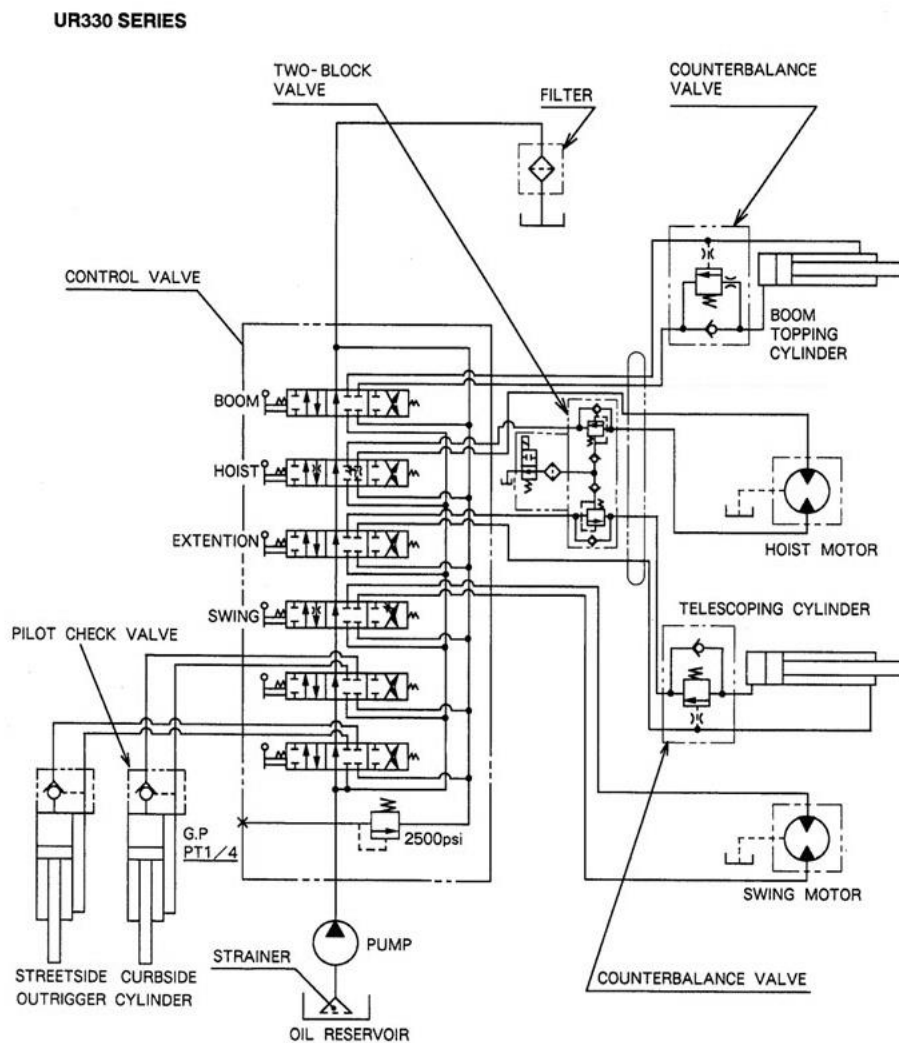 UR330 SERIES
TWO-BLOCK
VALVE
FILTER
COUNTERBALANCE
VALVE
CONTROL VALVE
BOOM
TOPPING
CYLINDER
BOOM
HOIST
HOIST MOTOR
EXTENTION
SWING
TELESCOPING CYLINDER
PILOT CHECK VALVE
G.P
PT1/4
2500psi
SWING MOTOR
PUMP
STRAINER
STREETSIDE CURBSIDE
OUTRIGGER CYLINDER
COUNTERBALANCE VALVE
OIL RESERVOIR